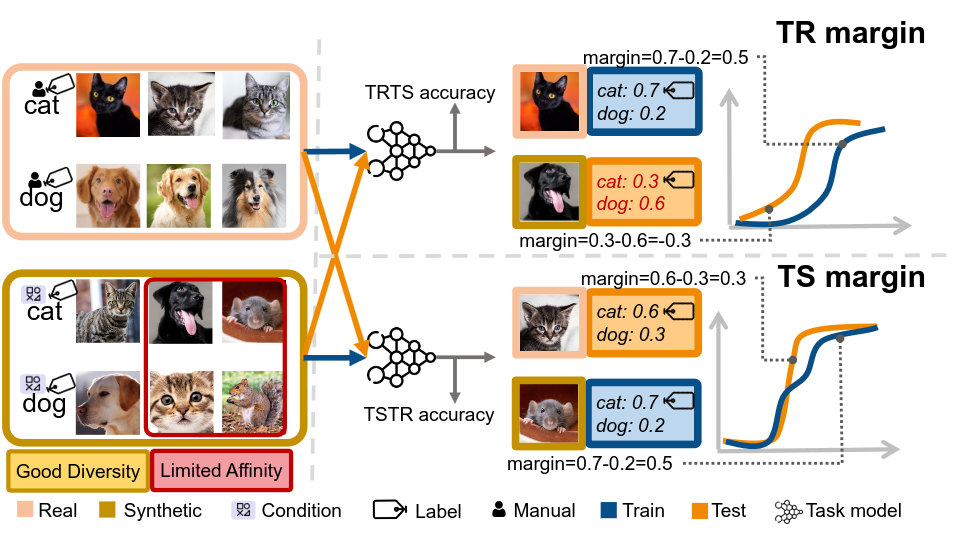 TR margin
margin=0.7-0.2=0.5
cat
TRTS accuracy
cat: 0.7
dog: 0.2
dog
cat: 0.3
dog: 0.6
margin=0.3-0.6=-0.3
TS margin
margin=0.6-0.3=0.3
cat
cat: 0.6
dog: 0.3
dog
TSTR accuracy
cat: 0.7
dog: 0.2
margin=0.7-0.2=0.5
Good Diversity
Limited Affinity
Real
Synthetic
Condition
Label
Manual
Train
Test
Task model